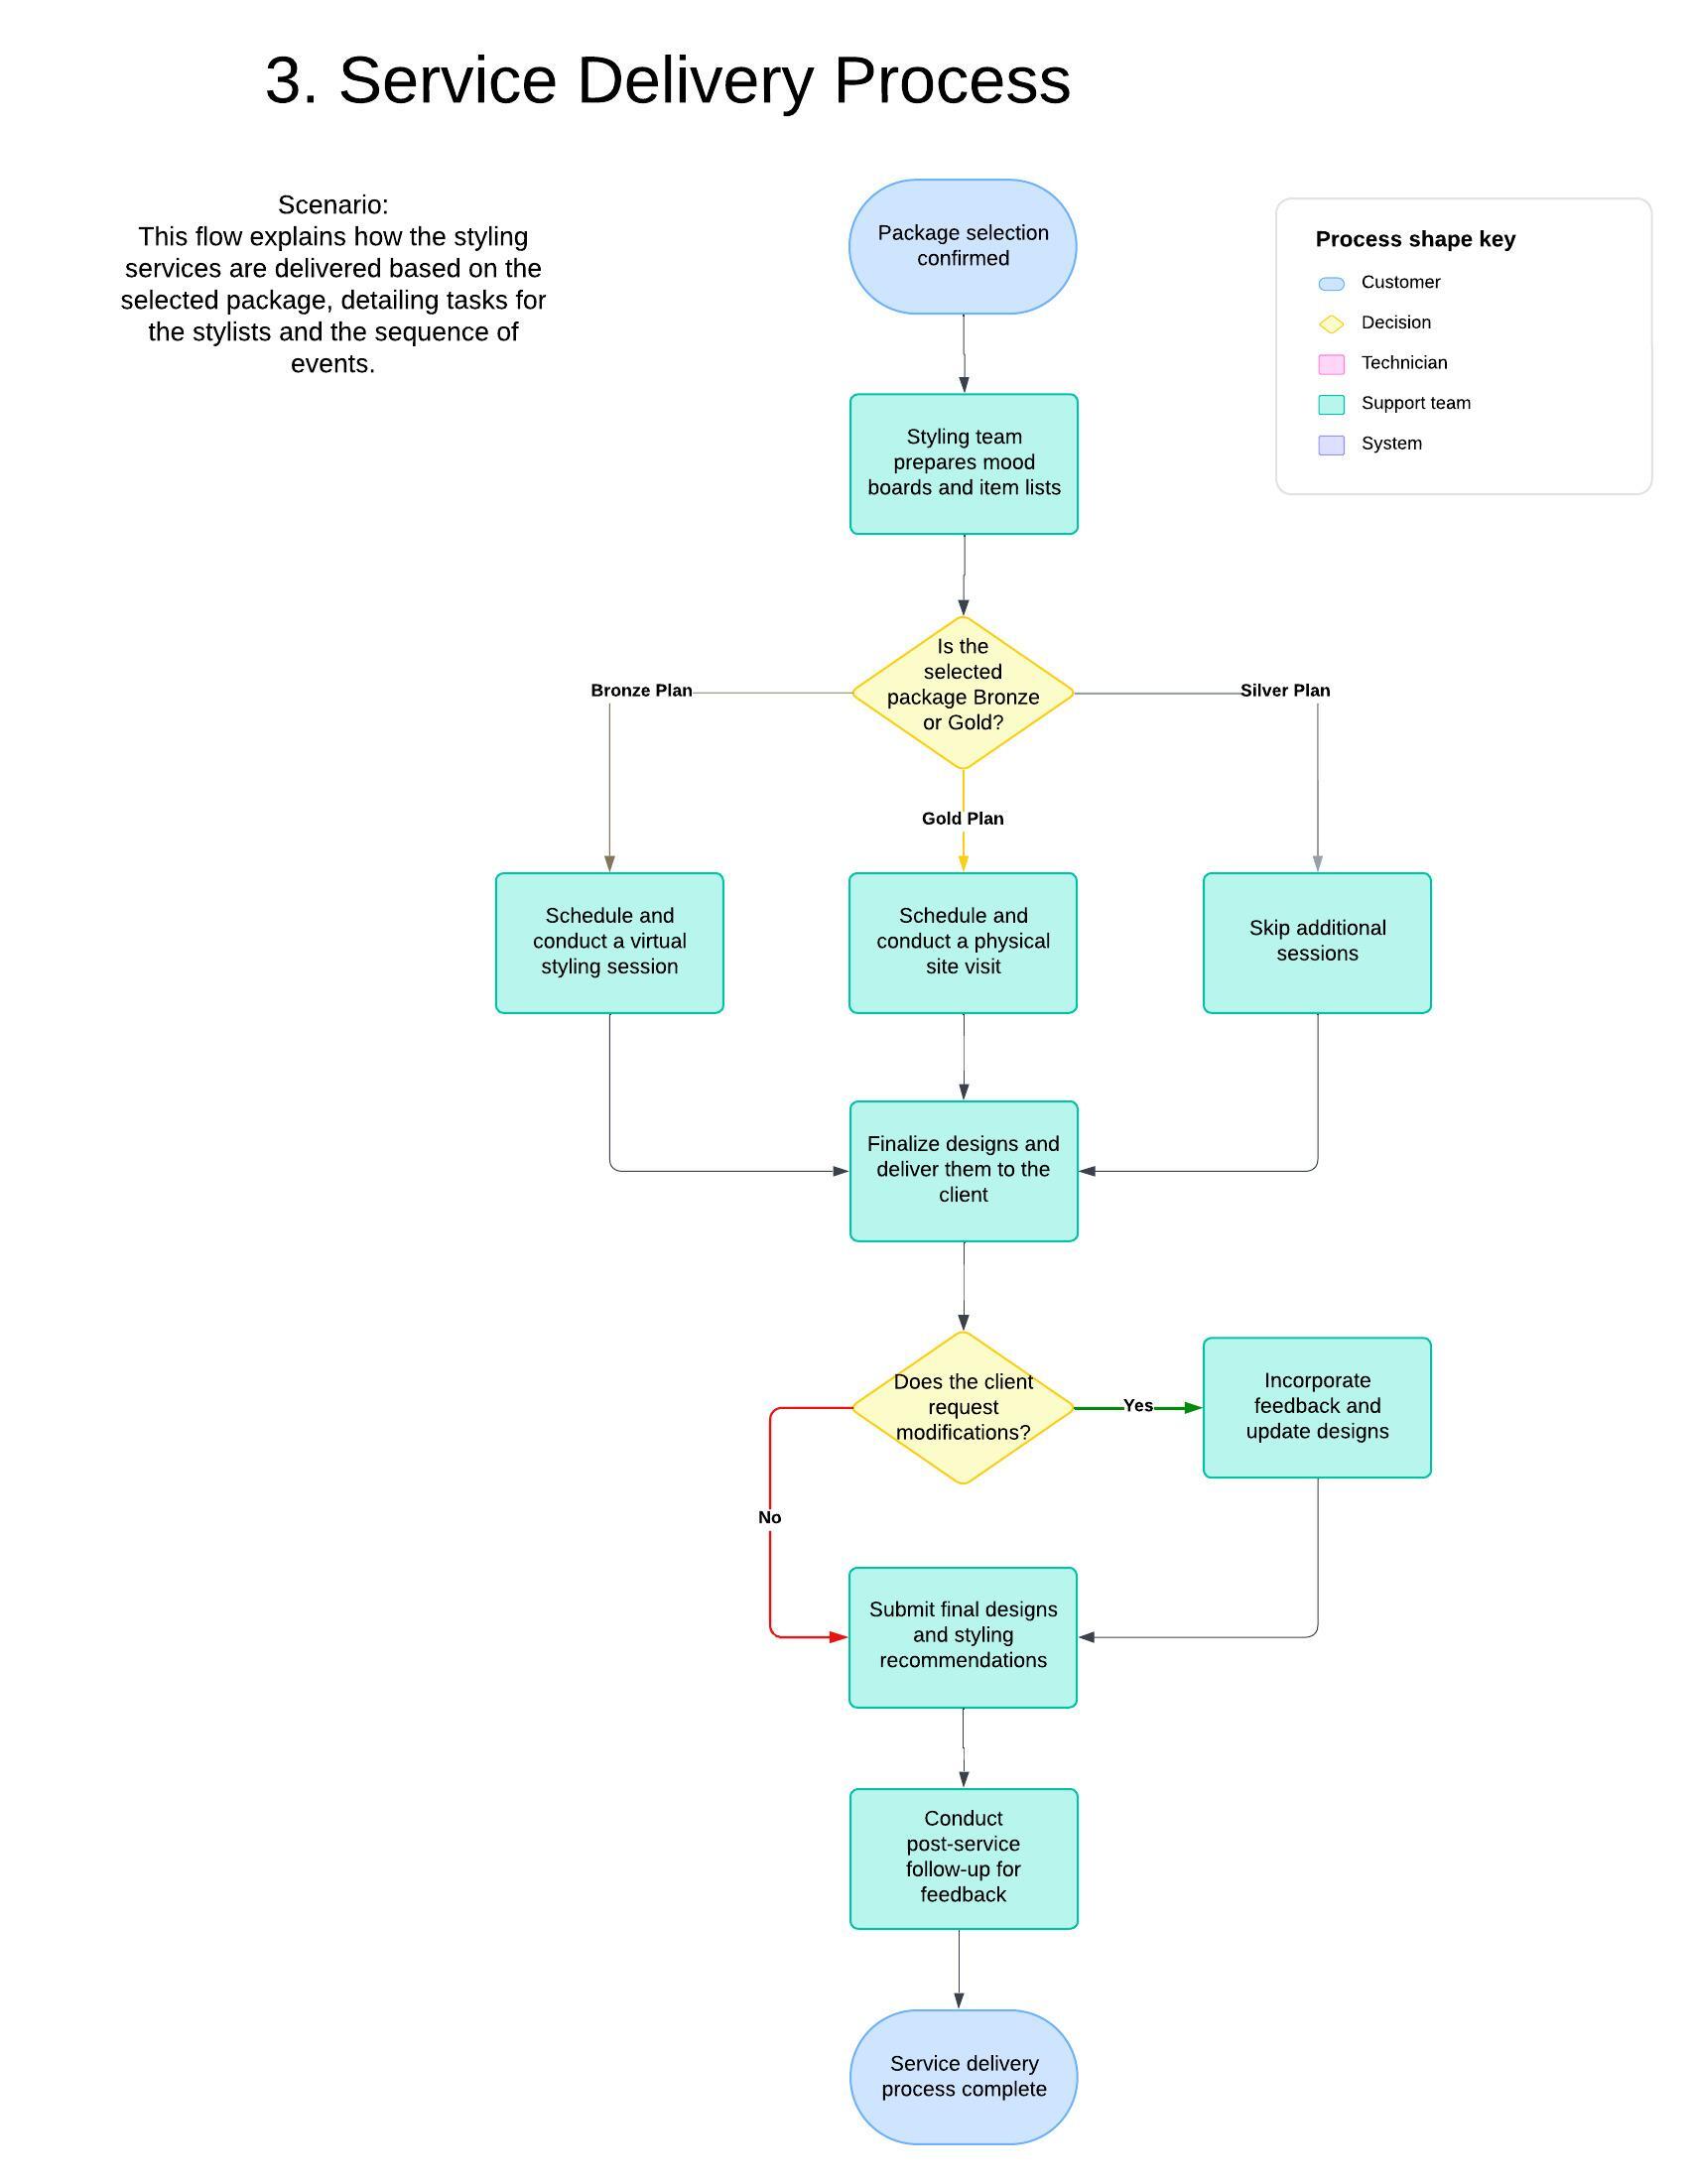 3. Service Delivery Process
Scenario:
This flow explains how the styling
services are delivered based on the
selected package, detailing tasks for
the stylists and the sequence of
events.
Package selection
confirmed
Process shape key
Customer
Decision
Technician
Support team
System
Styling team
prepares mood
boards and item lists
Is the
selected
package Bronze
or Gold?
Bronze Plan
Silver Plan
Gold Plan
Schedule and
conduct a virtual
styling session
Schedule and
conduct a physical
site visit
Skip additional
sessions
Finalize designs and
deliver them to the
client
Does the client
request
modifications?
Yes
Incorporate
feedback and
update designs
No
Submit final designs
and styling
recommendations
Conduct
post-service
follow-up for
feedback
Service delivery
process complete